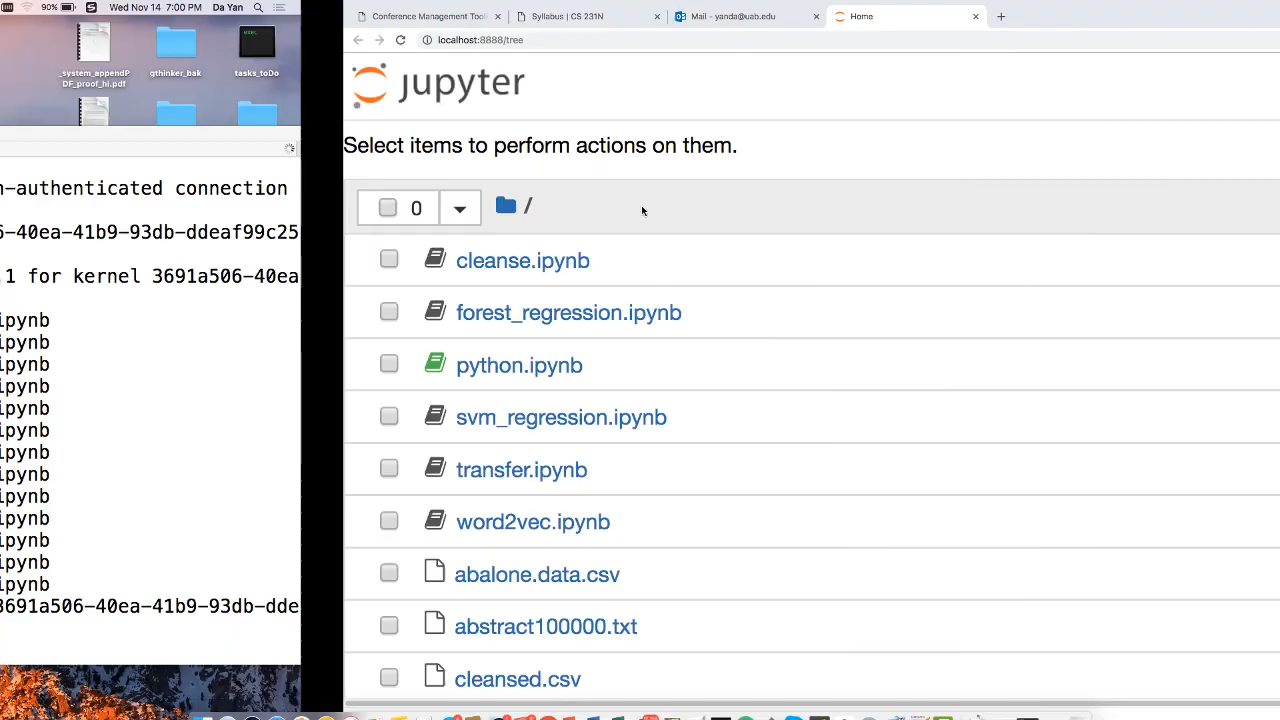 90% Wed Nov 14 7:00 PM Da Yan
_system_appendP
DF_proof_hi.pdf
gthinker_bak
tasks_toDo
n-authenticated connection
6-40ea-41b9-93db-ddeaf99c25
.1 for kernel 3691a506-40ea
ipynb
ipynb
ipynb
ipynb
ipynb
ipynb
ipynb
ipynb
ipynb
ipynb
ipynb
ipynb
ipynb
3691a506-40ea-41b9-93db-dde
Conference Management Toolk
Syllabus | CS 231N
Mail - yanda@uab.edu
Home
localhost:8888/tree
jupyter
Select items to perform actions on them.
0
/
cleanse.ipynb
forest_regression.ipynb
python.ipynb
svm_regression.ipynb
transfer.ipynb
word2vec.ipynb
abalone.data.csv
abstract100000.txt
cleansed.csv